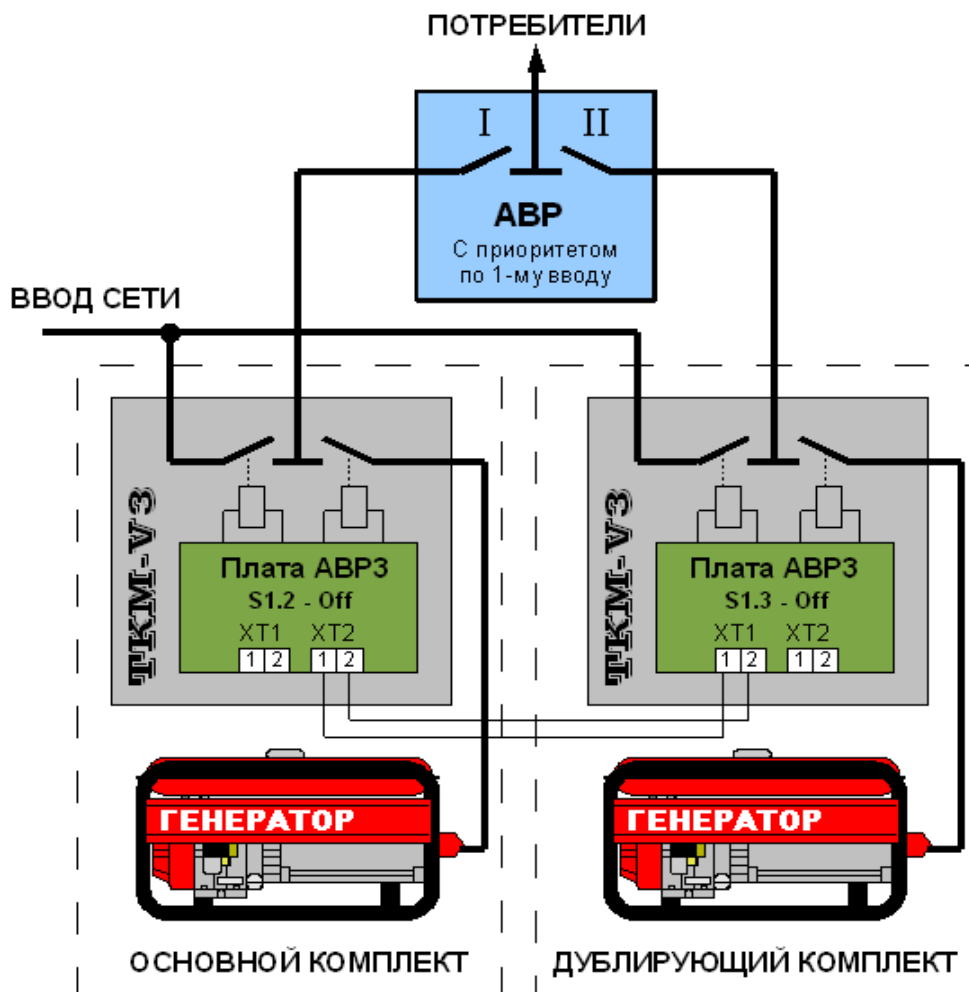 ПОТРЕБИТЕЛИ
I II
АВР
С приоритетом
по 1-му вводу
ВВОД СЕТИ
ТКМ-V3
Плата АВР3
S1.2 - Off
XT1 XT2
1 2 1 2
ГЕНЕРАТОР
ОСНОВНОЙ КОМПЛЕКТ
ТКМ-V3
Плата АВР3
S1.3 - Off
XT1 XT2
1 2 1 2
ГЕНЕРАТОР
ДУБЛИРУЮЩИЙ КОМПЛЕКТ